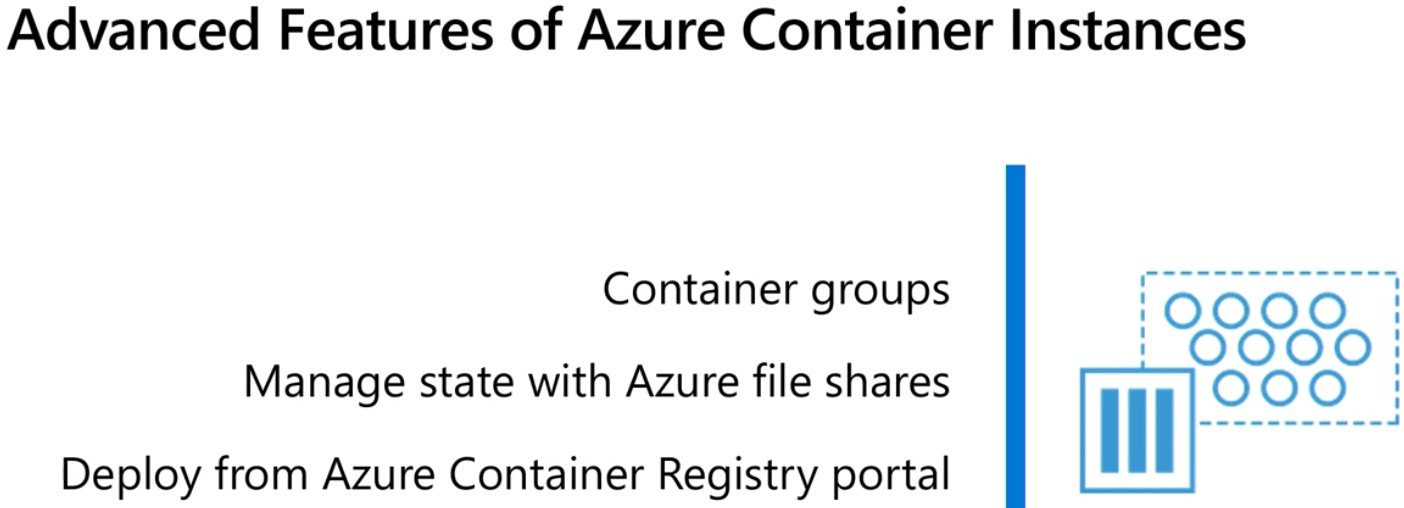 Advanced Features of Azure Container Instances
Container groups
Manage state with Azure file shares
Deploy from Azure Container Registry portal